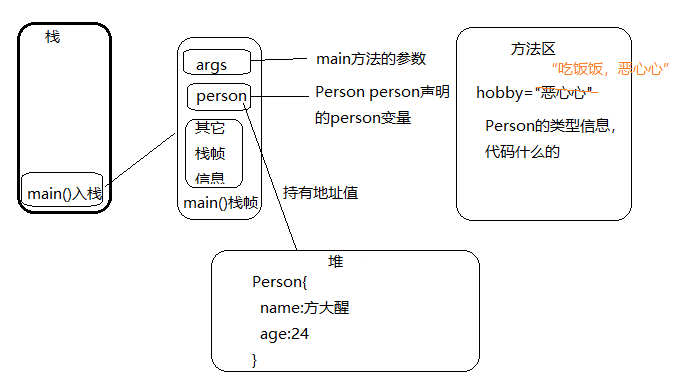 栈
main()入栈
args
person
其它
栈帧
信息
main()栈帧
main方法的参数
Person person声明
的person变量
持有地址值
方法区
“吃饭饭，恶心心”
hobby="恶心心"
Person的类型信息，
代码什么的
堆
Person{
name:方大醒
age:24
}